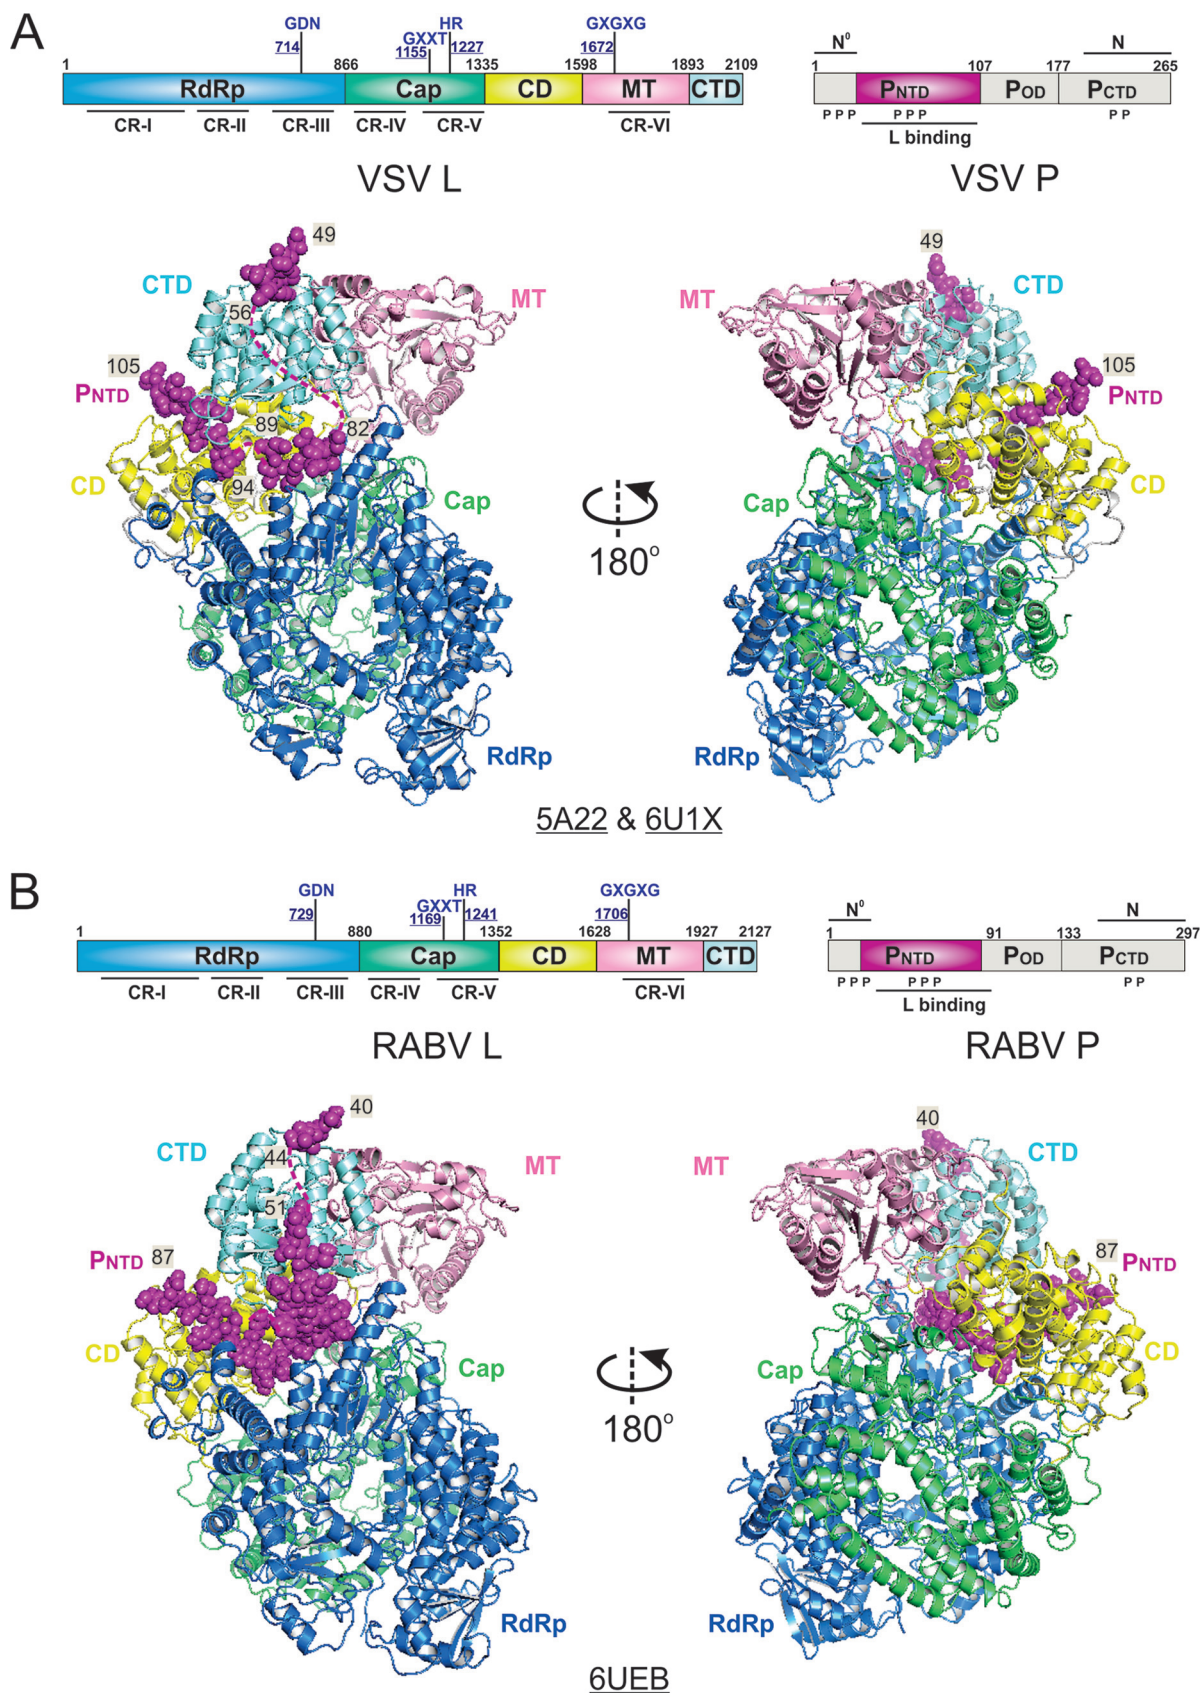 A
GDN
714
GXXT
1155
HR
1227
GXGXG
1672
1 866 1335 1598 1893 2109
RdRp Cap CD MT CTD
CR-I CR-II CR-III CR-IV CR-V CR-VI
VSV L
N⁰ N
1 107 177 265
PNTD POD PCTD
P P P P P P P P
L binding
VSV P
49
CTD
MT
56
105
PNTD
89
82
CD
94
Cap
RdRp
180°
49
MT
CTD
105
PNTD
Cap
CD
RdRp
5A22 & 6U1X
B
GDN
729
GXXT
1169
HR
1241
GXGXG
1706
1 880 1352 1628 1927 2127
RdRp Cap CD MT CTD
CR-I CR-II CR-III CR-IV CR-V CR-VI
RABV L
N⁰ N
1 91 133 297
PNTD POD PCTD
P P P P P P P P
L binding
RABV P
40
CTD
44
MT
51
PNTD 87
CD
Cap
RdRp
180°
40
CTD
MT
87
PNTD
Cap
CD
RdRp
6UEB